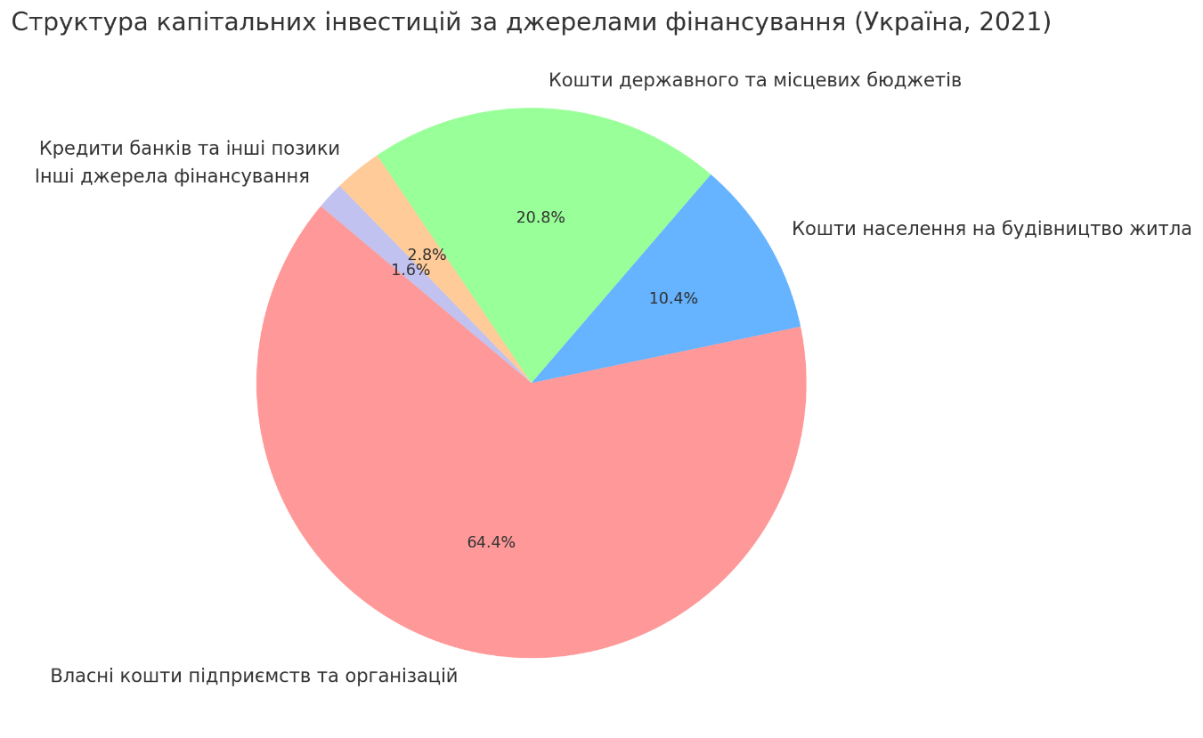 Структура капітальних інвестицій за джерелами фінансування (Україна, 2021)
Кошти державного та місцевих бюджетів
Кредити банків та інші позики
Інші джерела фінансування
20.8%
Кошти населення на будівництво житла
2.8%
1.6%
10.4%
64.4%
Власні кошти підприємств та організацій